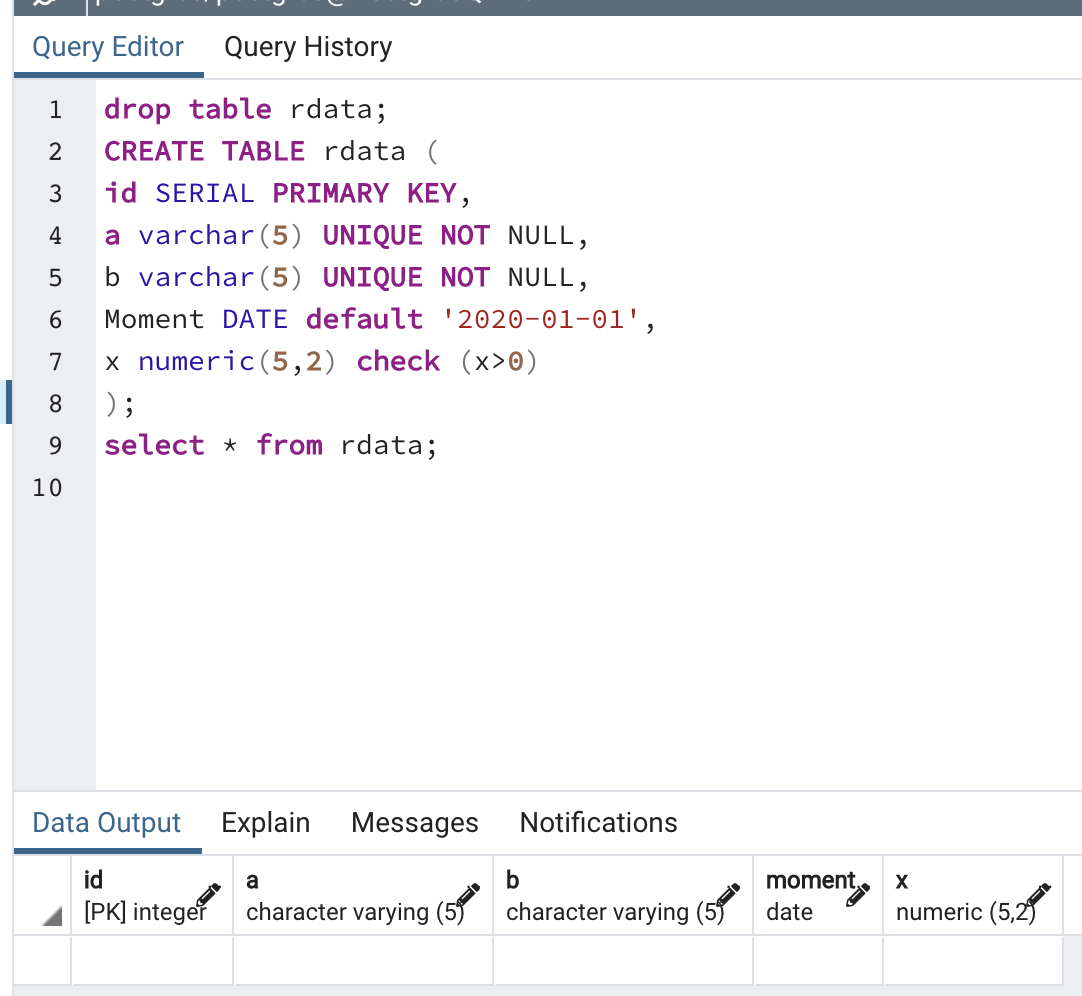 Query Editor Query History
1 drop table rdata;
2 CREATE TABLE rdata (
3 id SERIAL PRIMARY KEY,
4 a varchar(5) UNIQUE NOT NULL,
5 b varchar(5) UNIQUE NOT NULL,
6 Moment DATE default '2020-01-01',
7 x numeric(5,2) check (x>0)
8 );
9 select * from rdata;
10
Data Output Explain Messages Notifications
id a b moment x
[PK] integer character varying (5) character varying (5) date numeric (5,2)